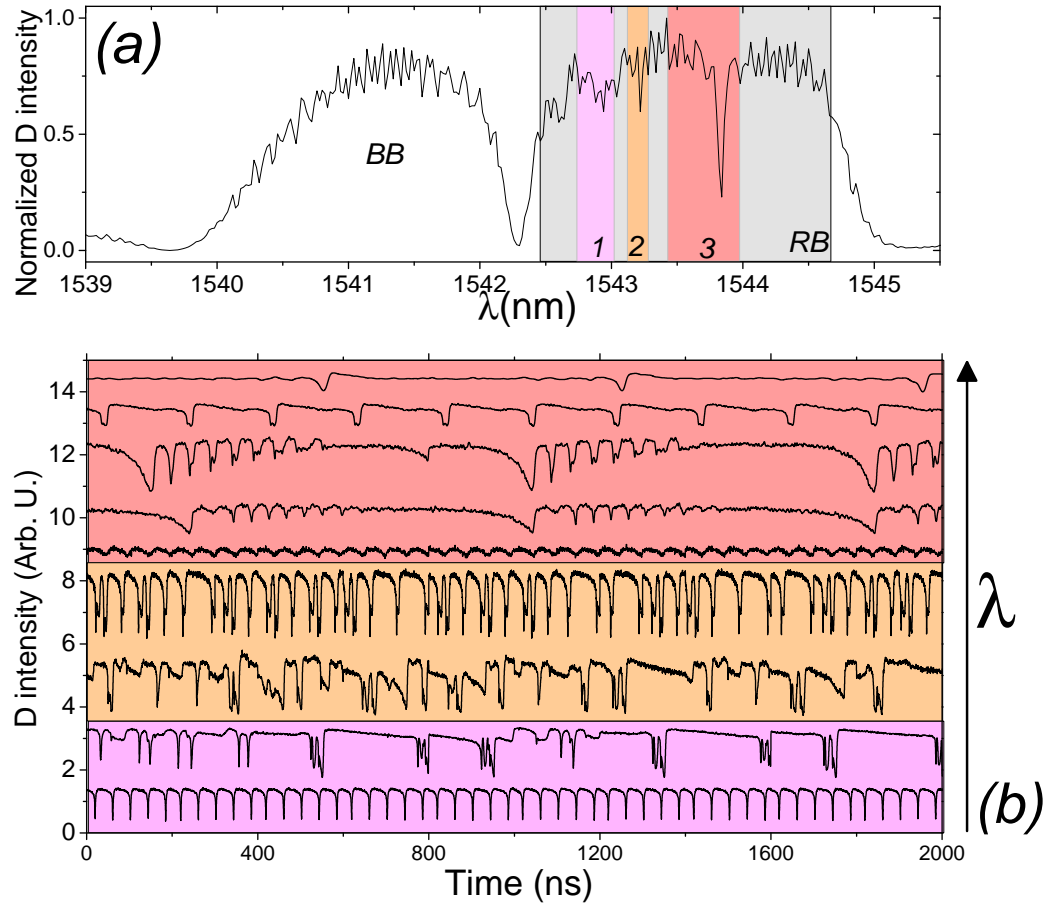 (a)
Normalized D intensity
1.0
0.5
0.0
BB
1
2
3
RB
1539 1540 1541 1542 1543 1544 1545
λ(nm)
D intensity (Arb. U.)
14
12
10
8
6
4
2
0
λ
(b)
0 400 800 1200 1600 2000
Time (ns)